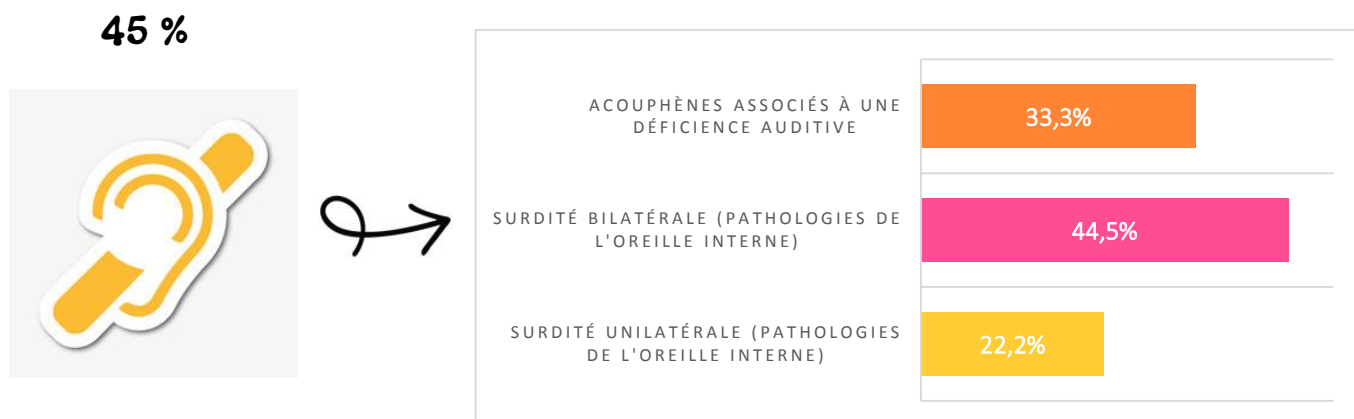 45 %
ACOUPHÈNES ASSOCIÉS À UNE
DÉFICIENCE AUDITIVE
33,3%
SURDITÉ BILATÉRALE (PATHOLOGIES DE
L'OREILLE INTERNE)
44,5%
SURDITÉ UNILATÉRALE (PATHOLOGIES
DE L'OREILLE INTERNE)
22,2%